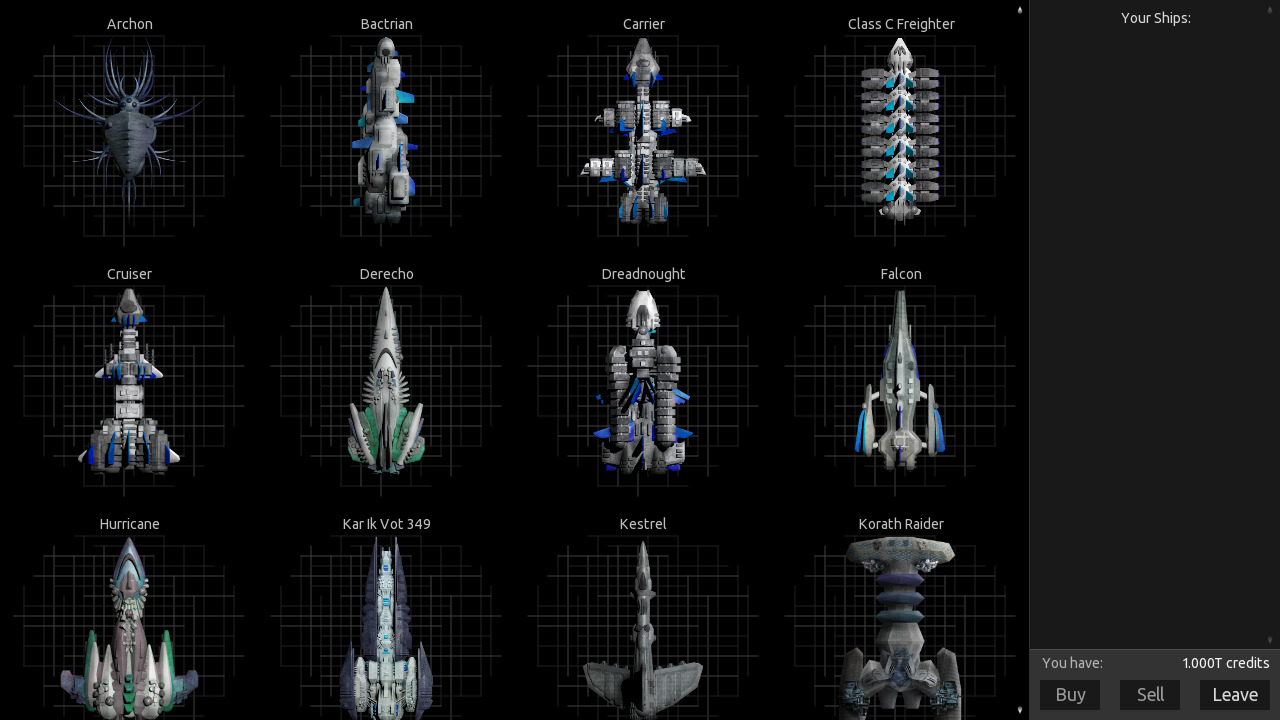 Archon
Bactrian
Carrier
Class C Freighter
Your Ships:
Cruiser
Derecho
Dreadnought
Falcon
Hurricane
Kar Ik Vot 349
Kestrel
Korath Raider
You have:
1.000T credits
Buy
Sell
Leave